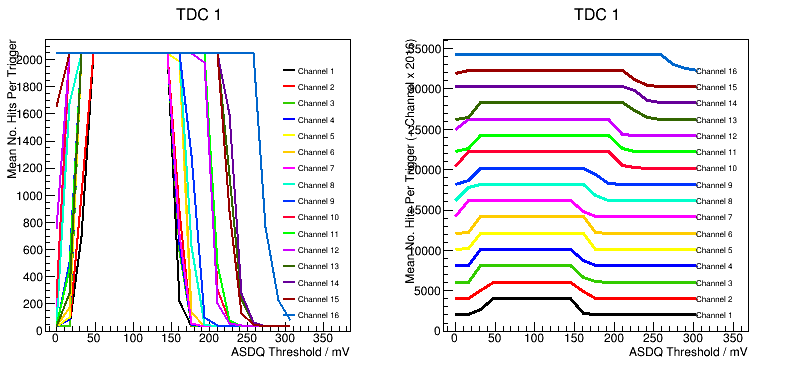 TDC 1
Mean No. Hits Per Trigger
2000
1800
1600
1400
1200
1000
800
600
400
200
0
Channel 1
Channel 2
Channel 3
Channel 4
Channel 5
Channel 6
Channel 7
Channel 8
Channel 9
Channel 10
Channel 11
Channel 12
Channel 13
Channel 14
Channel 15
Channel 16
0 50 100 150 200 250 300 350
ASDQ Threshold / mV
TDC 1
Mean No. Hits Per Trigger (+ Channel x 2016)
35000
30000
25000
20000
15000
10000
5000
0
Channel 16
Channel 15
Channel 14
Channel 13
Channel 12
Channel 11
Channel 10
Channel 9
Channel 8
Channel 7
Channel 6
Channel 5
Channel 4
Channel 3
Channel 2
Channel 1
0 50 100 150 200 250 300 350
ASDQ Threshold / mV